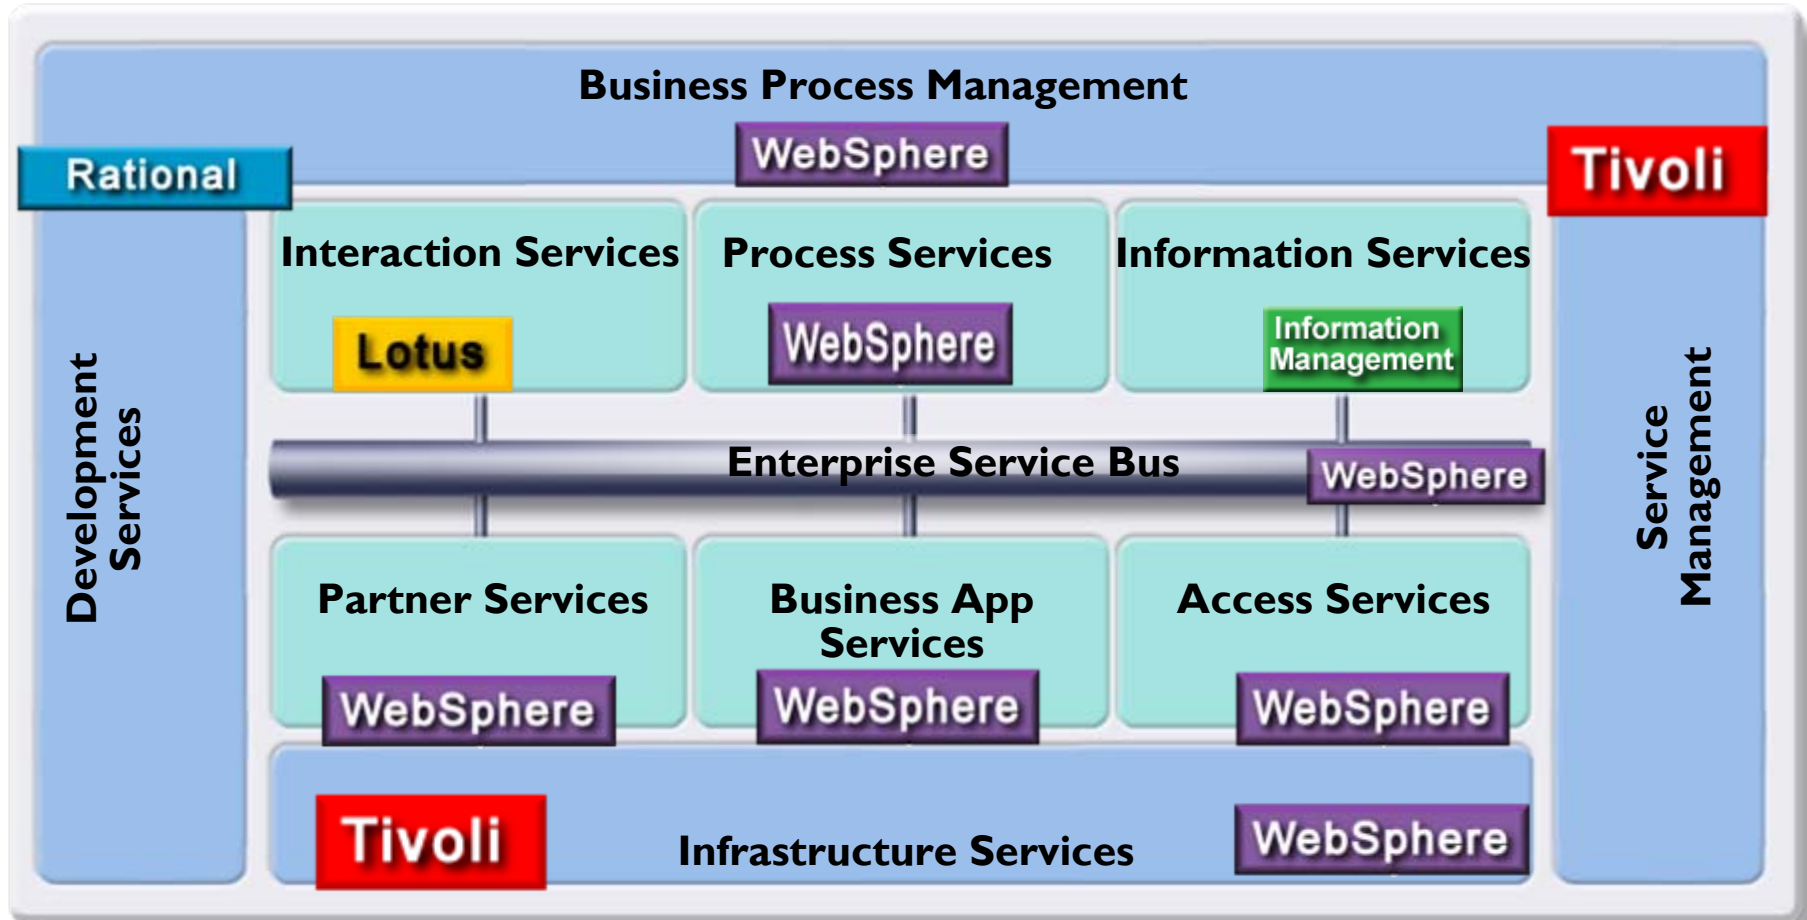 Business Process Management
WebSphere
Rational
Tivoli
Interaction Services
Process Services
Information Services
Lotus
WebSphere
Information
Management
Development
Services
Enterprise Service Bus
WebSphere
Service
Management
Partner Services
Business App
Services
Access Services
WebSphere
WebSphere
WebSphere
Tivoli
Infrastructure Services
WebSphere